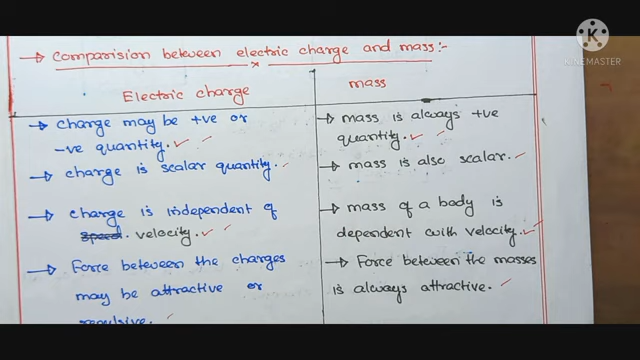 → Comparision between electric charge and mass:-
Electric charge
mass
→ Charge may be +ve or
-ve quantity.
→ charge is scalar quantity.
→ Charge is independent of
speed. velocity.
→ Force between the charges
may be attractive or
repulsive.
→ mass is always +ve
quantity.
→ mass is also scalar.
→ mass of a body is
dependent with velocity.
→ Force between the masses
is always attractive.
K
KINEMASTER